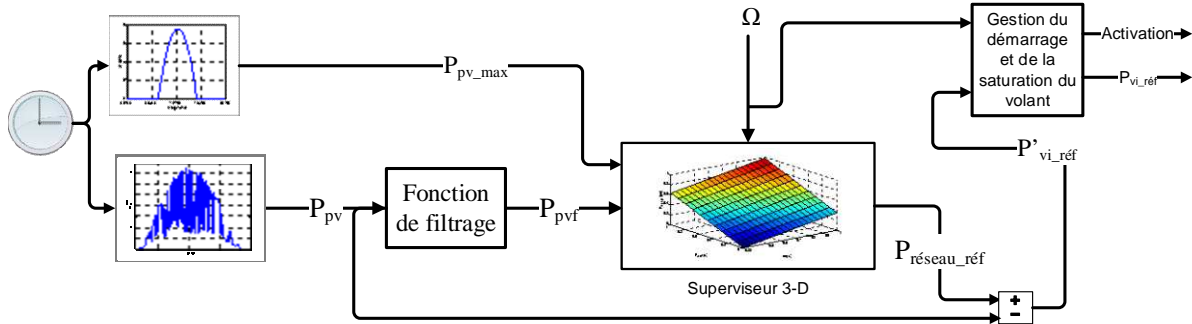 Ω
Gestion du
démarrage
et de la
saturation du
volant
Activation
P_vi_réf
P_pv_max
P'_vi_réf
P_pv
Fonction
de filtrage
P_pvf
Superviseur 3-D
P_réseau_réf
+
−